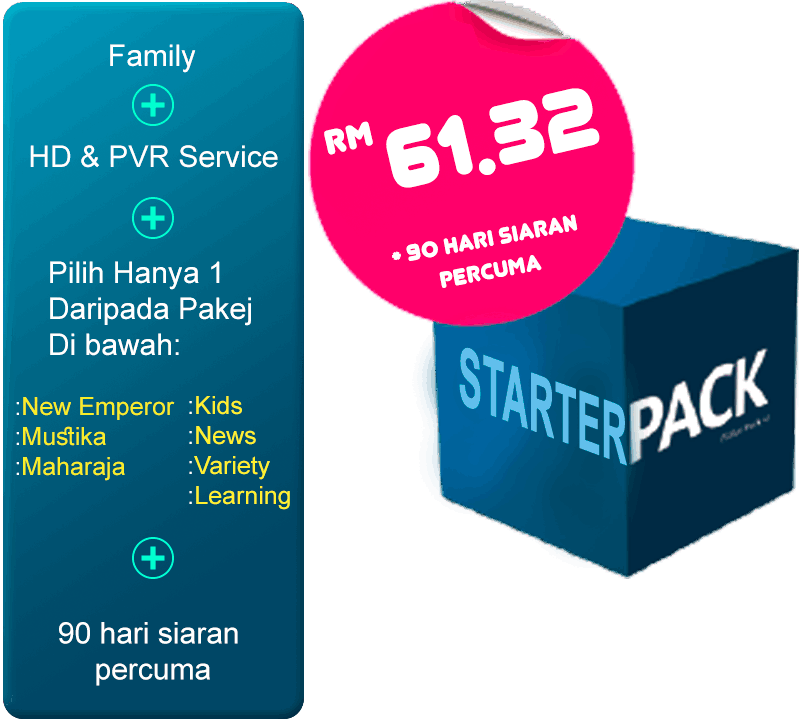 Family
HD & PVR Service
Pilih Hanya 1
Daripada Pakej
Di bawah:
:New Emperor
:Mustika
:Maharaja
:Kids
:News
:Variety
:Learning
90 hari siaran
percuma
RM 61.32
* 90 HARI SIARAN
PERCUMA
STARTERPACK